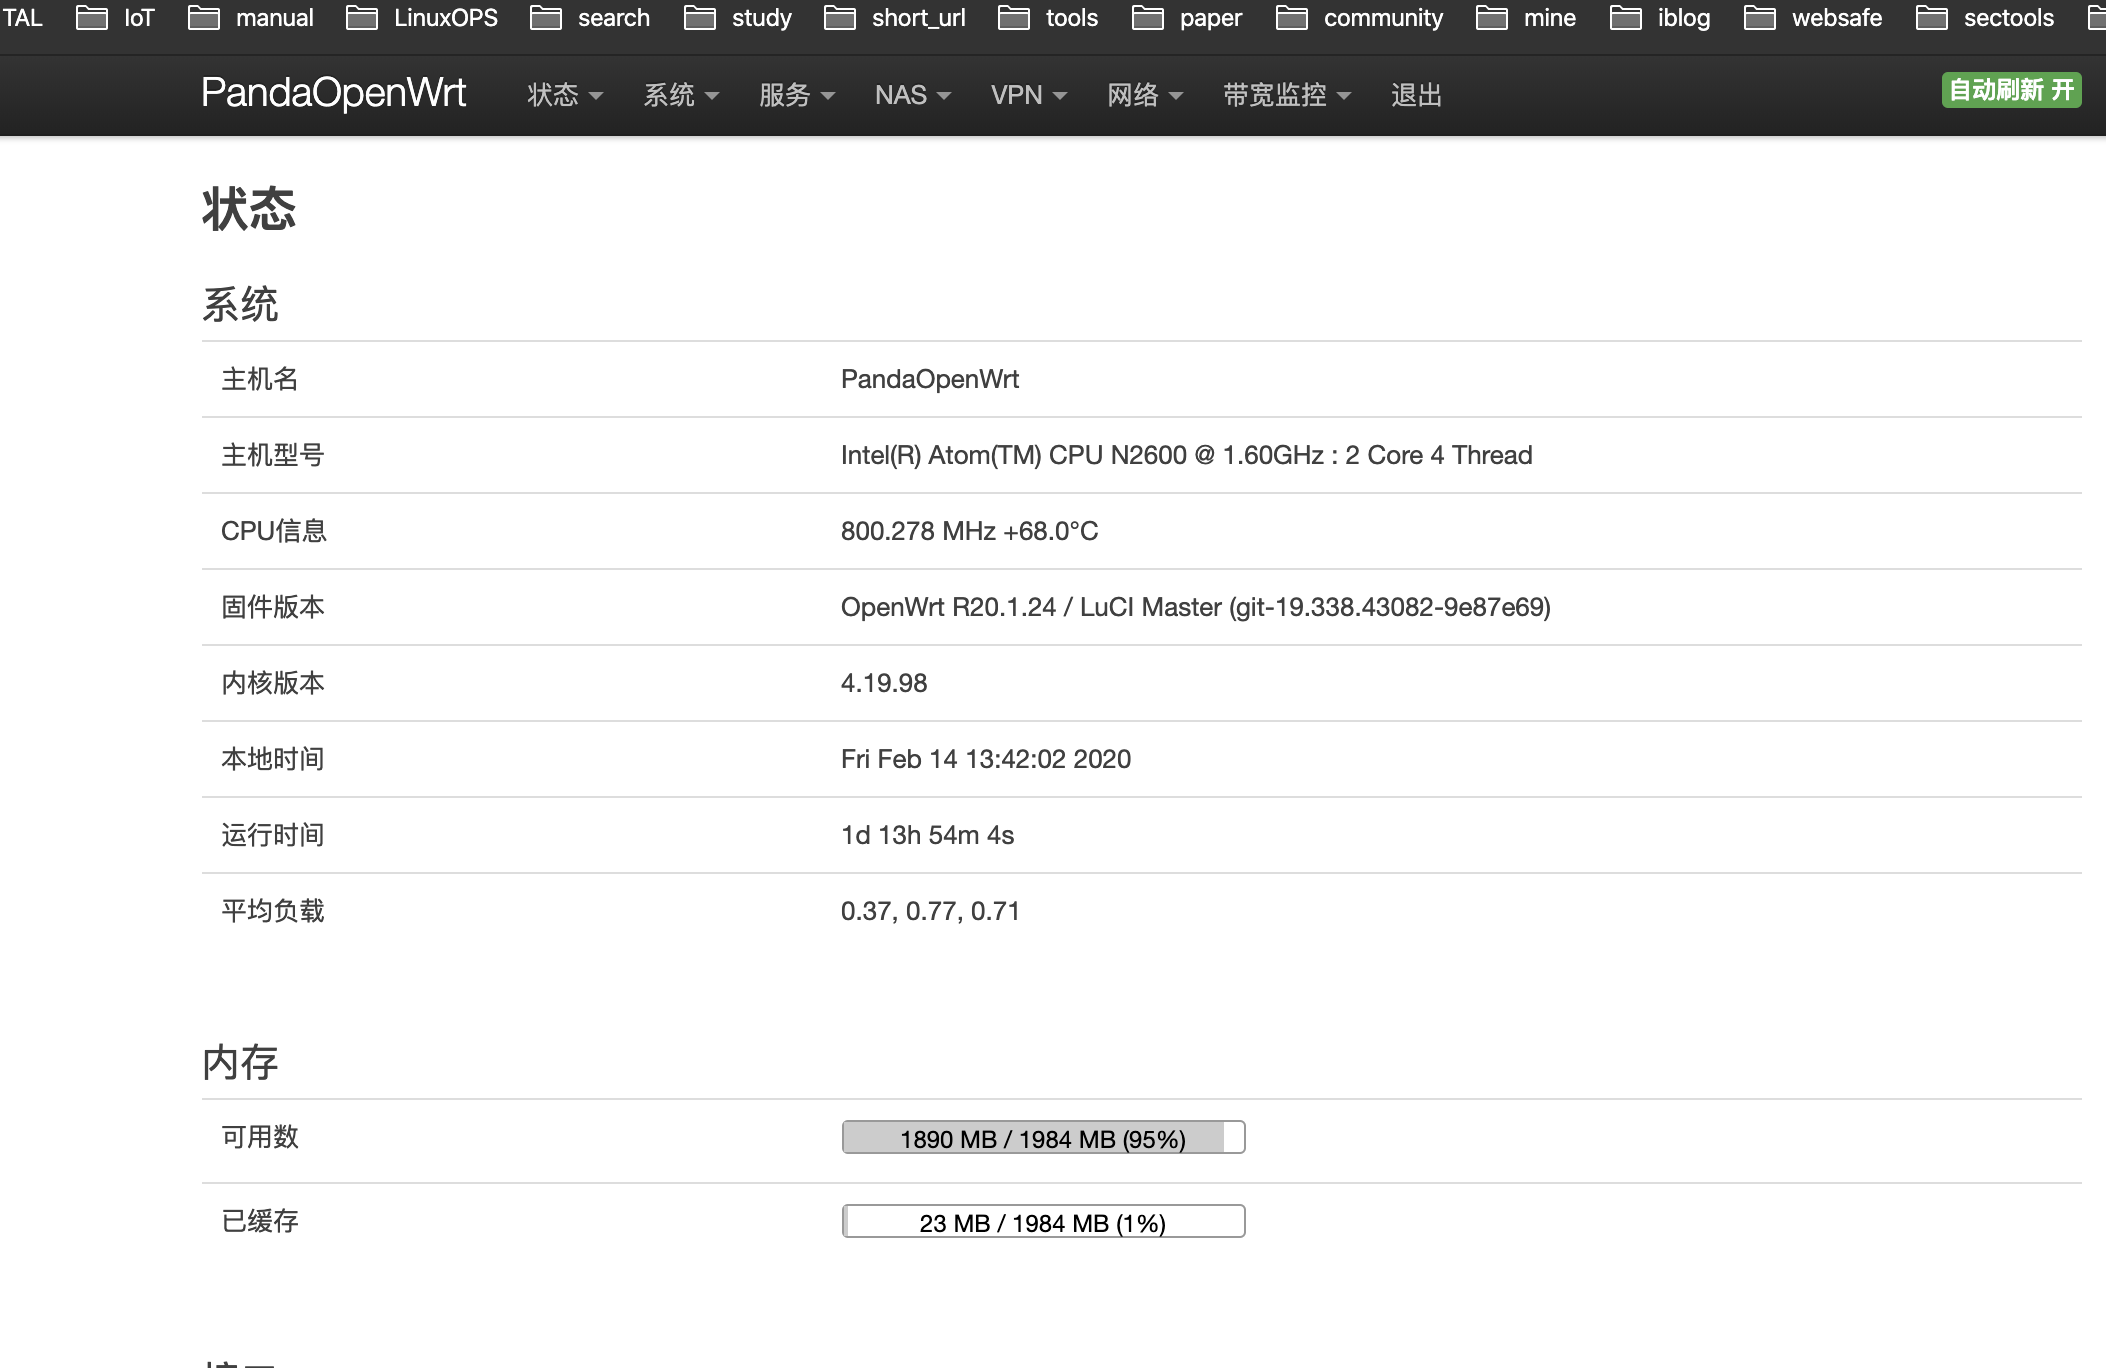 TAL IoT manual LinuxOPS search study short_url tools paper community mine iblog websafe sectools
PandaOpenWrt 状态 系统 服务 NAS VPN 网络 带宽监控 退出 自动刷新 开
状态
系统
主机名 PandaOpenWrt
主机型号 Intel(R) Atom(TM) CPU N2600 @ 1.60GHz : 2 Core 4 Thread
CPU信息 800.278 MHz +68.0°C
固件版本 OpenWrt R20.1.24 / LuCI Master (git-19.338.43082-9e87e69)
内核版本 4.19.98
本地时间 Fri Feb 14 13:42:02 2020
运行时间 1d 13h 54m 4s
平均负载 0.37, 0.77, 0.71
内存
可用数 1890 MB / 1984 MB (95%)
已缓存 23 MB / 1984 MB (1%)